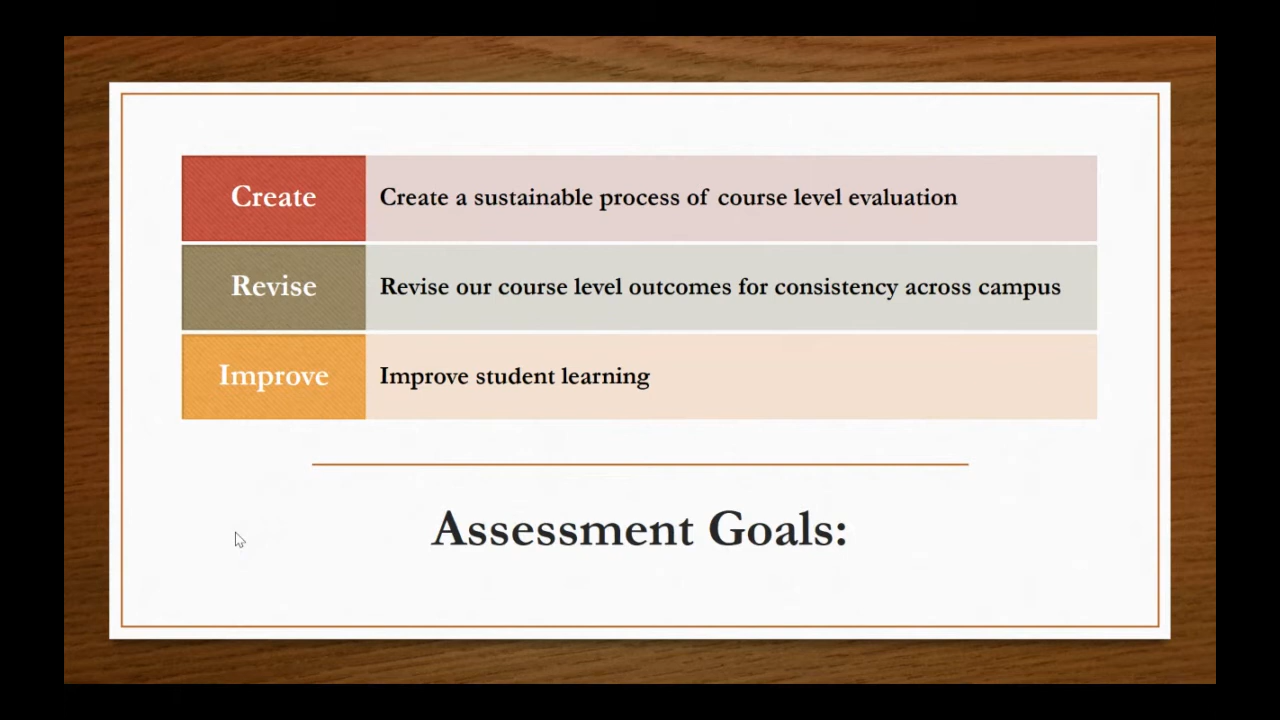 Create
Create a sustainable process of course level evaluation
Revise
Revise our course level outcomes for consistency across campus
Improve
Improve student learning
Assessment Goals: